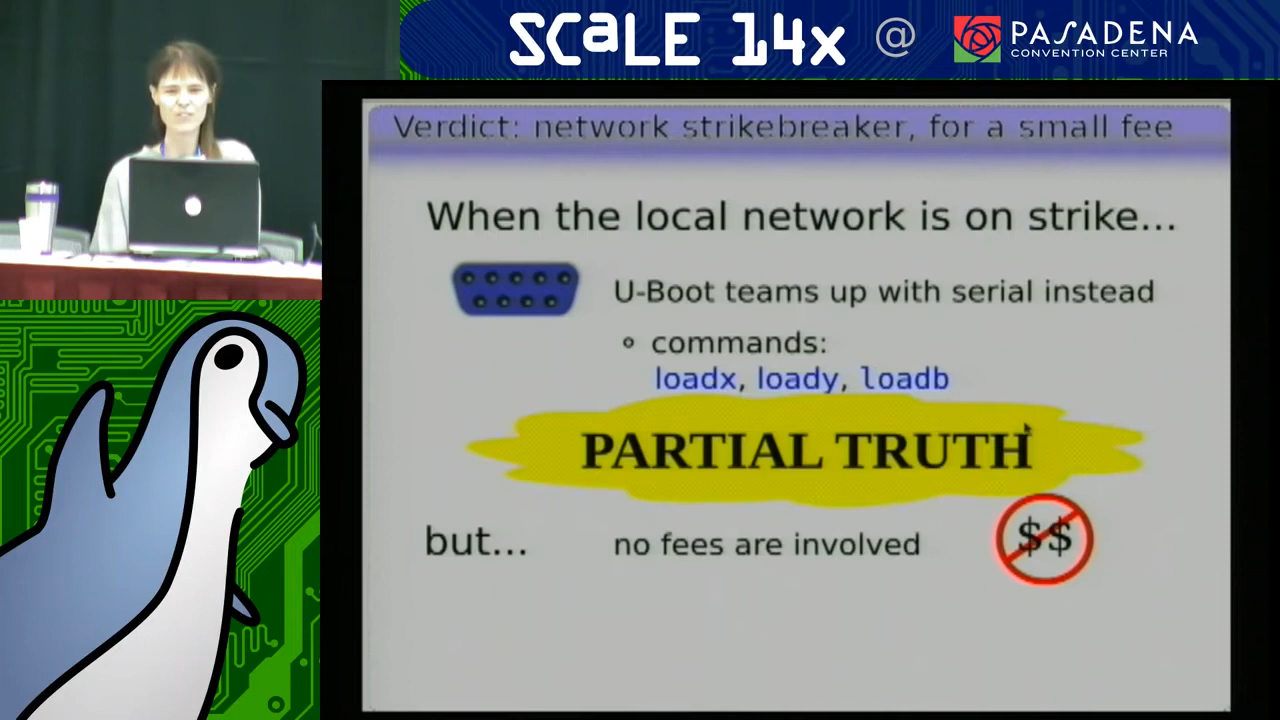 SCaLE 14x @ PASADENA
CONVENTION CENTER
Verdict: network strikebreaker, for a small fee
When the local network is on strike...
U-Boot teams up with serial instead
commands:
loadx, loady, loadb
PARTIAL TRUTH
but... no fees are involved $$